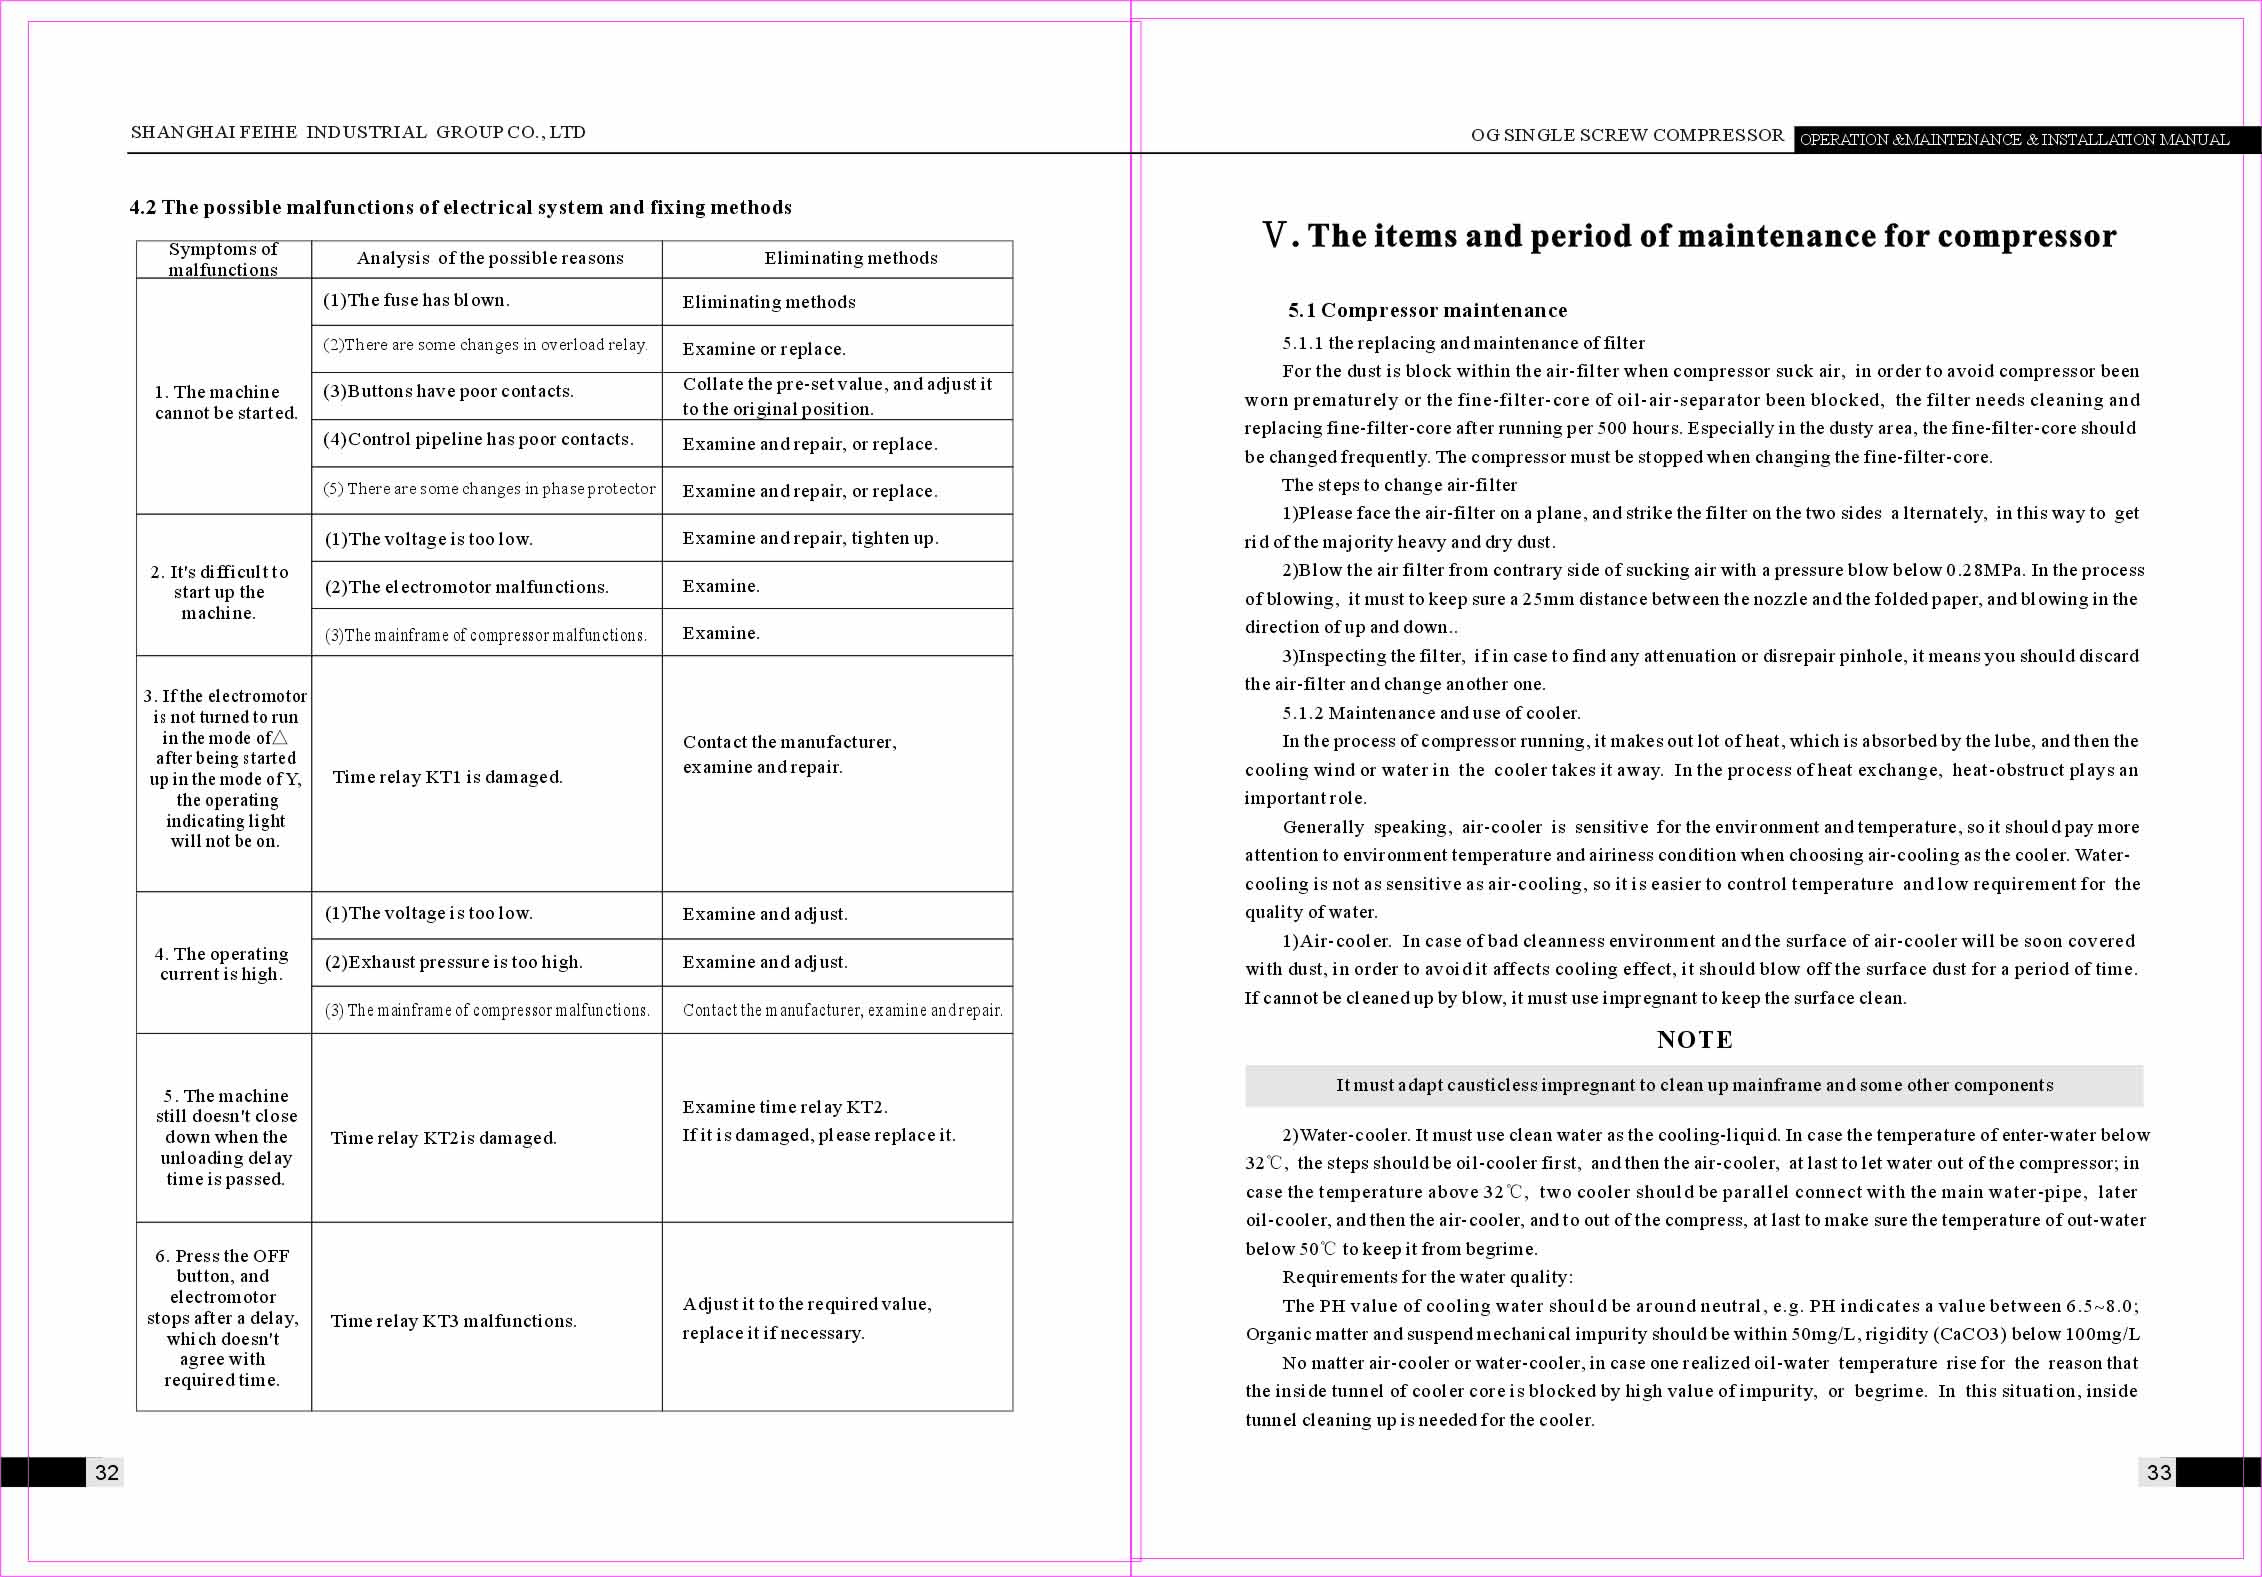 SHANGHAI FEIHE INDUSTRIAL GROUP CO., LTD
4.2 The possible malfunctions of electrical system and fixing methods
Symptoms of
malfunctions
Analysis of the possible reasons
Eliminating methods
1. The machine
cannot be started.
(1)The fuse has blown.
Eliminating methods
(2)There are some changes in overload relay.
Examine or replace.
(3)Buttons have poor contacts.
Collate the pre-set value, and adjust it
to the original position.
(4)Control pipeline has poor contacts.
Examine and repair, or replace.
(5) There are some changes in phase protector
Examine and repair, or replace.
2. It's difficult to
start up the
machine.
(1)The voltage is too low.
Examine and repair, tighten up.
(2)The electromotor malfunctions.
Examine.
(3)The mainframe of compressor malfunctions.
Examine.
3. If the electromotor
is not turned to run
in the mode of△
after being started
up in the mode of Y,
the operating
indicating light
will not be on.
Time relay KT1 is damaged.
Contact the manufacturer,
examine and repair.
4. The operating
current is high.
(1)The voltage is too low.
Examine and adjust.
(2)Exhaust pressure is too high.
Examine and adjust.
(3) The mainframe of compressor malfunctions.
Contact the manufacturer, examine and repair.
5. The machine
still doesn't close
down when the
unloading delay
time is passed.
Time relay KT2is damaged.
Examine time relay KT2.
If it is damaged, please replace it.
6. Press the OFF
button, and
electromotor
stops after a delay,
which doesn't
agree with
required time.
Time relay KT3 malfunctions.
Adjust it to the required value,
replace it if necessary.
32
OG SINGLE SCREW COMPRESSOR OPERATION &MAINTENANCE & INSTALLATION MANUAL
Ⅴ. The items and period of maintenance for compressor
5.1 Compressor maintenance
5.1.1 the replacing and maintenance of filter
For the dust is block within the air-filter when compressor suck air, in order to avoid compressor been
worn prematurely or the fine-filter-core of oil-air-separator been blocked, the filter needs cleaning and
replacing fine-filter-core after running per 500 hours. Especially in the dusty area, the fine-filter-core should
be changed frequently. The compressor must be stopped when changing the fine-filter-core.
The steps to change air-filter
1)Please face the air-filter on a plane, and strike the filter on the two sides a lternately, in this way to get
rid of the majority heavy and dry dust.
2)Blow the air filter from contrary side of sucking air with a pressure blow below 0.28MPa. In the process
of blowing, it must to keep sure a 25mm distance between the nozzle and the folded paper, and blowing in the
direction of up and down..
3)Inspecting the filter, if in case to find any attenuation or disrepair pinhole, it means you should discard
the air-filter and change another one.
5.1.2 Maintenance and use of cooler.
In the process of compressor running, it makes out lot of heat, which is absorbed by the lube, and then the
cooling wind or water in the cooler takes it away. In the process of heat exchange, heat-obstruct plays an
important role.
Generally speaking, air-cooler is sensitive for the environment and temperature, so it should pay more
attention to environment temperature and airiness condition when choosing air-cooling as the cooler. Water-
cooling is not as sensitive as air-cooling, so it is easier to control temperature and low requirement for the
quality of water.
1)Air-cooler. In case of bad cleanness environment and the surface of air-cooler will be soon covered
with dust, in order to avoid it affects cooling effect, it should blow off the surface dust for a period of time.
If cannot be cleaned up by blow, it must use impregnant to keep the surface clean.
NOTE
It must adapt causticless impregnant to clean up mainframe and some other components
2)Water-cooler. It must use clean water as the cooling-liquid. In case the temperature of enter-water below
32℃, the steps should be oil-cooler first, and then the air-cooler, at last to let water out of the compressor; in
case the temperature above 32℃, two cooler should be parallel connect with the main water-pipe, later
oil-cooler, and then the air-cooler, and to out of the compress, at last to make sure the temperature of out-water
below 50℃ to keep it from begrime.
Requirements for the water quality:
The PH value of cooling water should be around neutral, e.g. PH indicates a value between 6.5~8.0;
Organic matter and suspend mechanical impurity should be within 50mg/L, rigidity (CaCO3) below 100mg/L
No matter air-cooler or water-cooler, in case one realized oil-water temperature rise for the reason that
the inside tunnel of cooler core is blocked by high value of impurity, or begrime. In this situation, inside
tunnel cleaning up is needed for the cooler.
33